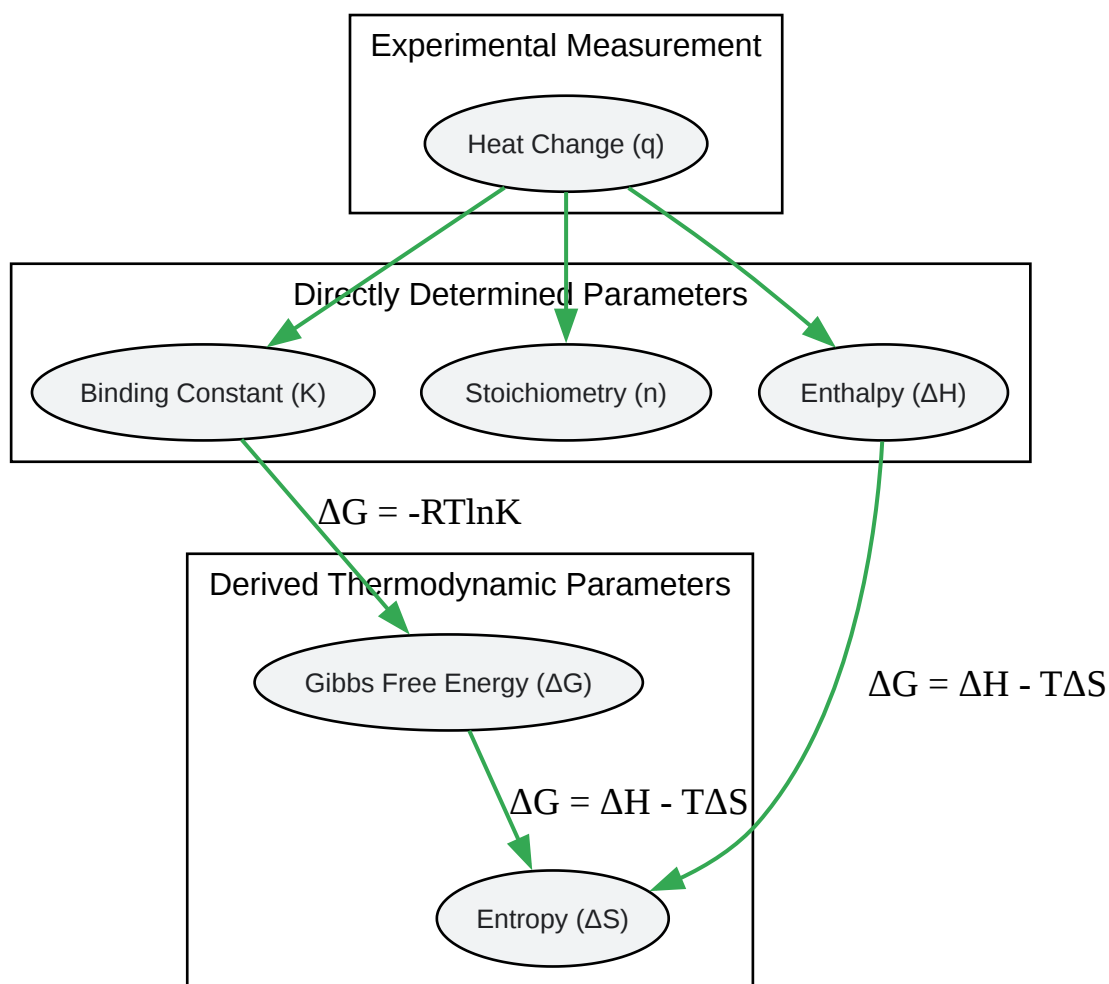 Experimental Measurement
Heat Change (q)
Directly Determined Parameters
Binding Constant (K)
Stoichiometry (n)
Enthalpy (ΔH)
ΔG = -RTlnK
Derived Thermodynamic Parameters
Gibbs Free Energy (ΔG)
ΔG = ΔH - TΔS
ΔG = ΔH - TΔS
Entropy (ΔS)